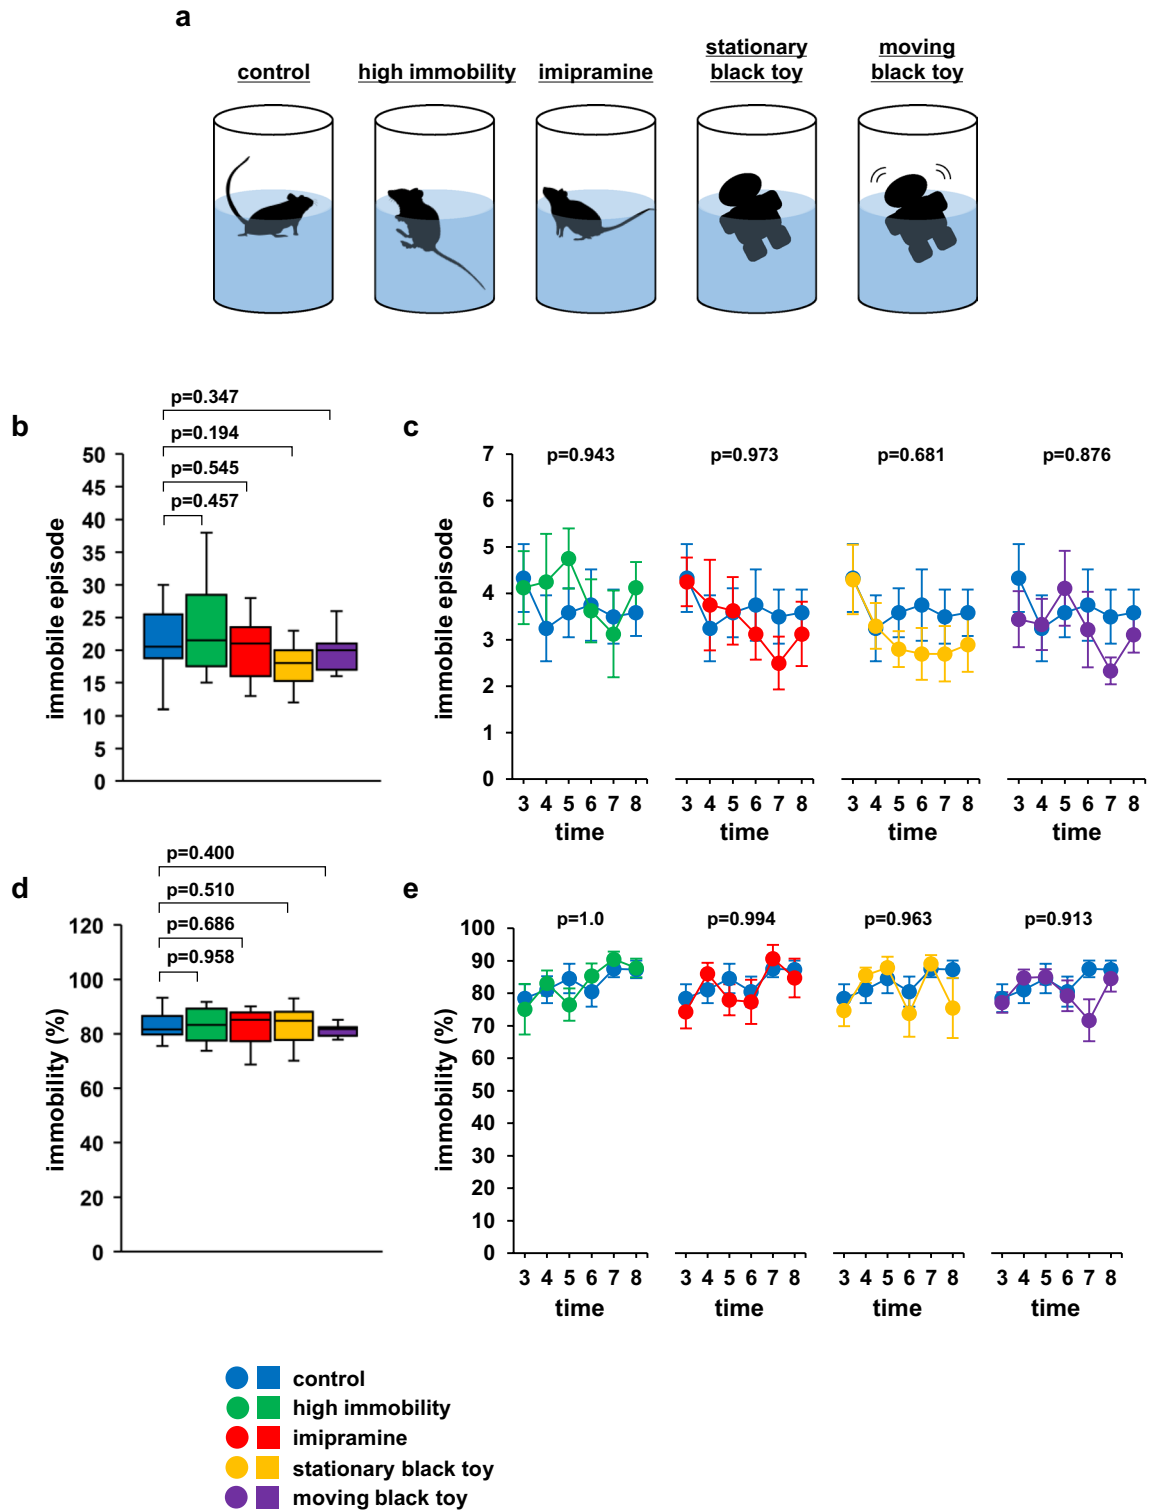 a
control
high immobility
imipramine
stationary
black toy
moving
black toy
b
p=0.347
p=0.194
p=0.545
p=0.457
immobile episode
50
45
40
35
30
25
20
15
10
5
0
c
immobile episode
7
6
5
4
3
2
1
0
p=0.943
p=0.973
p=0.681
p=0.876
3 4 5 6 7 8
3 4 5 6 7 8
3 4 5 6 7 8
3 4 5 6 7 8
time
time
time
time
d
p=0.400
p=0.510
p=0.686
p=0.958
immobility (%)
120
100
80
60
40
20
0
e
immobility (%)
100
90
80
70
60
50
40
30
20
10
0
p=1.0
p=0.994
p=0.963
p=0.913
3 4 5 6 7 8
3 4 5 6 7 8
3 4 5 6 7 8
3 4 5 6 7 8
time
time
time
time
control
high immobility
imipramine
stationary black toy
moving black toy